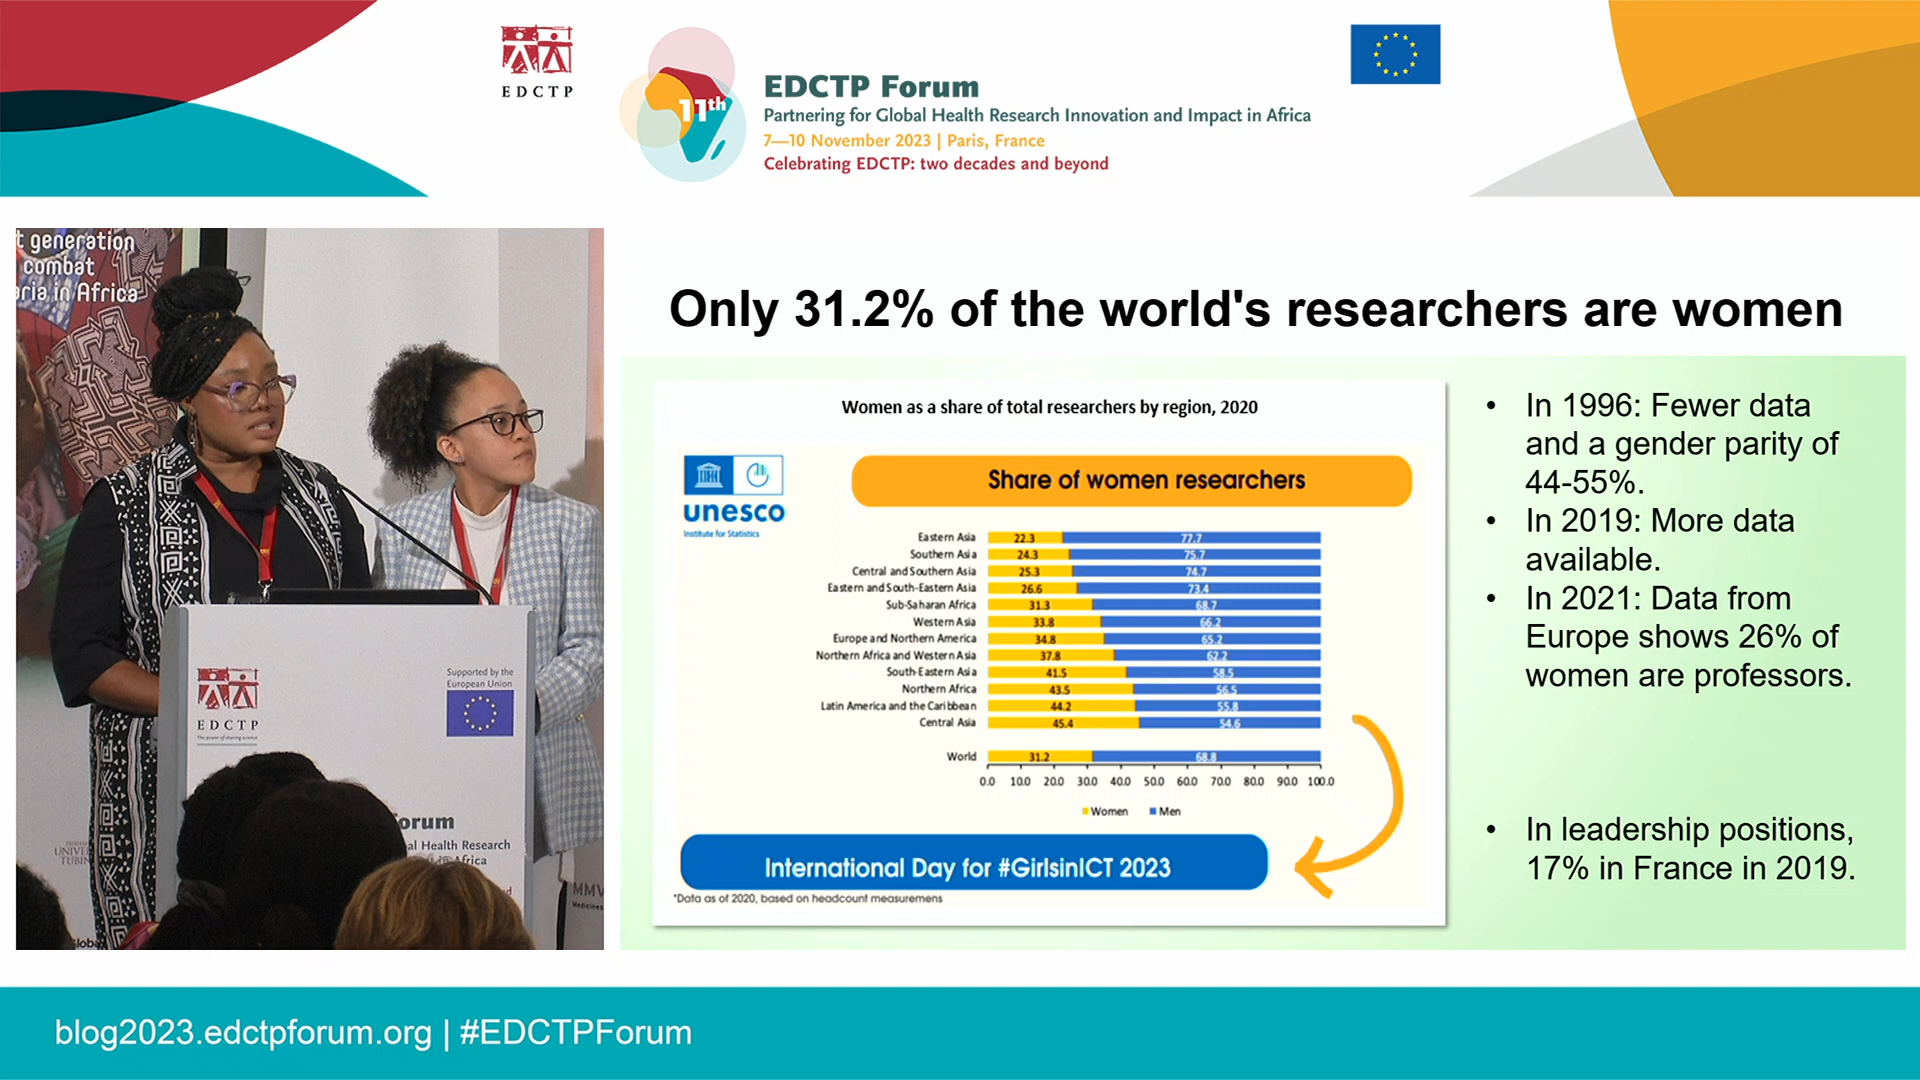 EDCTP
11th
EDCTP Forum
Partnering for Global Health Research Innovation and Impact in Africa
7—10 November 2023 | Paris, France
Celebrating EDCTP: two decades and beyond
t generation
combat
aria in Africa
EDCTP
The power of sharing science
Supported by the
European Union
orum
al Health Research
n Africa
MMV
Medicines
UNIVE
TUBIN
Global
Only 31.2% of the world's researchers are women
Women as a share of total researchers by region, 2020
unesco
Institute for Statistics
Share of women researchers
Eastern Asia 22.3 77.7
Southern Asia 24.3 75.7
Central and Southern Asia 25.3 74.7
Eastern and South-Eastern Asia 26.6 73.4
Sub-Saharan Africa 31.3 68.7
Western Asia 33.8 66.2
Europe and Northern America 34.8 65.2
Northern Africa and Western Asia 37.8 62.2
South-Eastern Asia 41.5 58.5
Northern Africa 43.5 56.5
Latin America and the Caribbean 44.2 55.8
Central Asia 45.4 54.6
World 31.2 68.8
0.0 10.0 20.0 30.0 40.0 50.0 60.0 70.0 80.0 90.0 100.0
Women Men
International Day for #GirlsinICT 2023
*Data as of 2020, based on headcount measuremens
• In 1996: Fewer data
and a gender parity of
44-55%.
• In 2019: More data
available.
• In 2021: Data from
Europe shows 26% of
women are professors.
• In leadership positions,
17% in France in 2019.
blog2023.edctpforum.org | #EDCTPForum